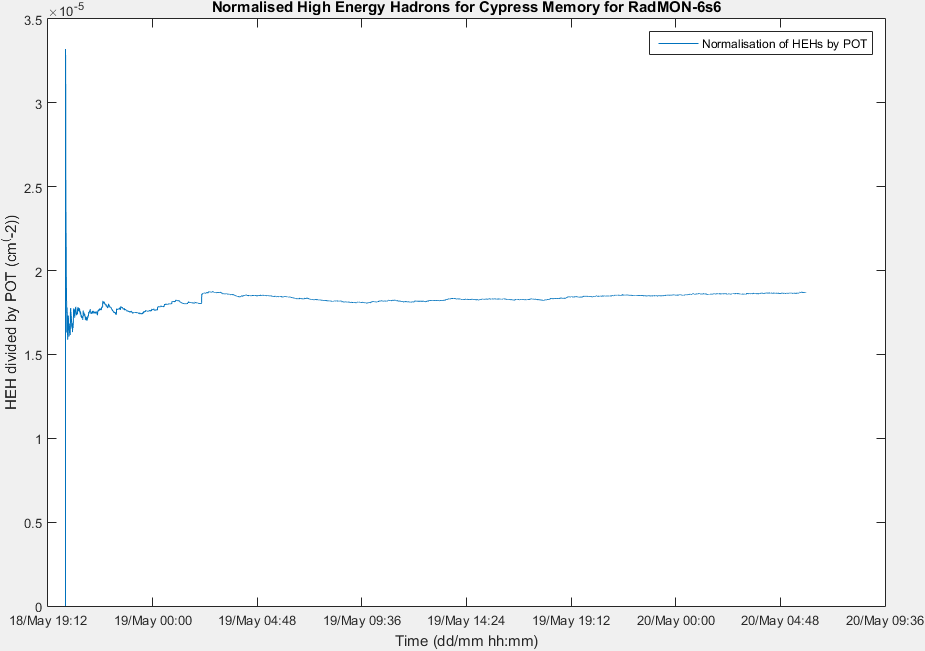 Normalised High Energy Hadrons for Cypress Memory for RadMON-6s6
×10⁻⁵
Normalisation of HEHs by POT
3.5
3
2.5
2
1.5
1
0.5
0
HEH divided by POT (cm⁽-2))
18/May 19:12 19/May 00:00 19/May 04:48 19/May 09:36 19/May 14:24 19/May 19:12 20/May 00:00 20/May 04:48 20/May 09:36
Time (dd/mm hh:mm)